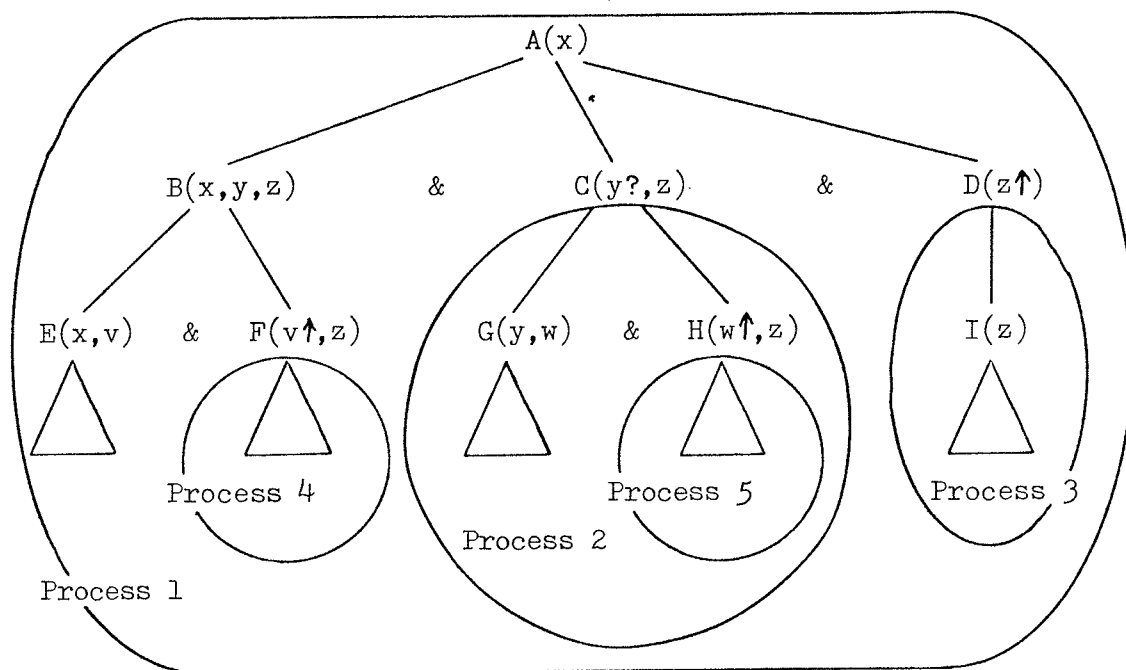 A(x)
B(x,y,z) & C(y?,z) & D(z↑)
E(x,v) & F(v↑,z) G(y,w) & H(w↑,z) I(z)
Process 4 Process 5 Process 3
Process 2
Process 1